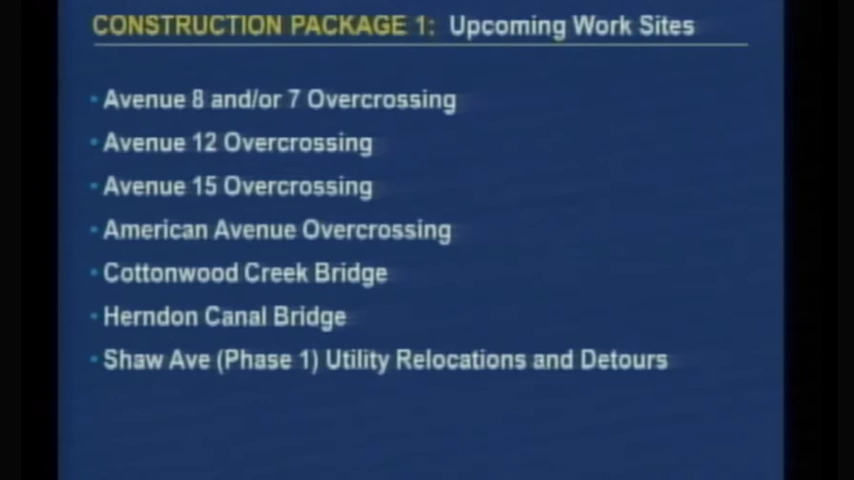 CONSTRUCTION PACKAGE 1: Upcoming Work Sites
• Avenue 8 and/or 7 Overcrossing
• Avenue 12 Overcrossing
• Avenue 15 Overcrossing
• American Avenue Overcrossing
• Cottonwood Creek Bridge
• Herndon Canal Bridge
• Shaw Ave (Phase 1) Utility Relocations and Detours